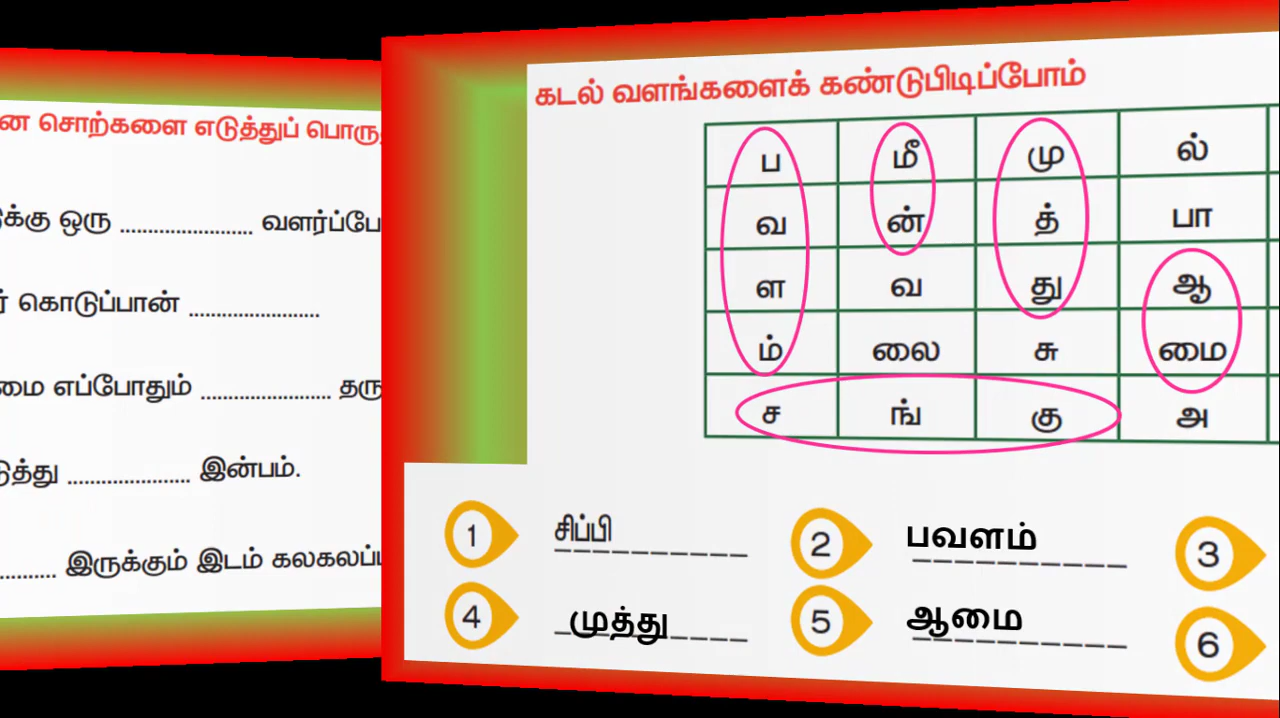 சொற்களை எடுத்துப்
ஒரு ........................ வளர்ப்போ
கொடுப்பான் ........................
எப்போதும் ........................ தரு
...................... இன்பம்.
............ இருக்கும் இடம்
கடல் வளங்களைக் கண்டுபிடிப்போம்
ப மீ மு ல்
வ ன் த் பா
ள வ து ஆ
ம் லை சு மை
ச ங் கு அ
1 சிப்பி 2 பவளம் 3
4 முத்து 5 ஆமை 6